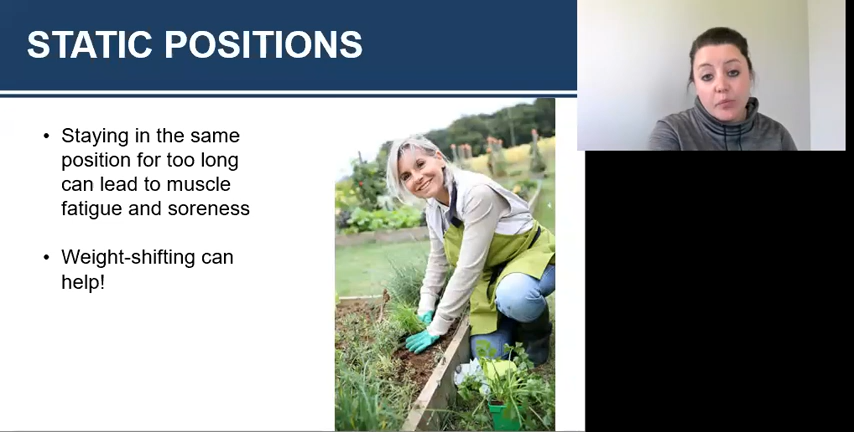 STATIC POSITIONS
• Staying in the same
position for too long
can lead to muscle
fatigue and soreness
• Weight-shifting can
help!